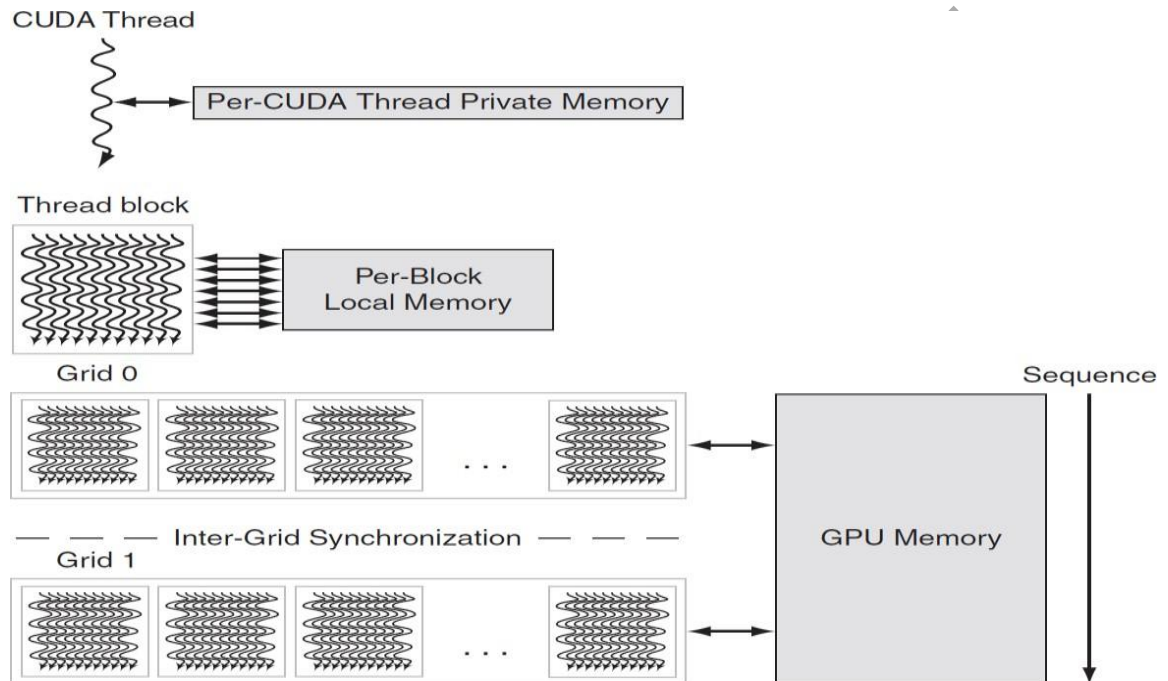 CUDA Thread
Per-CUDA Thread Private Memory
Thread block
Per-Block
Local Memory
Grid 0
Sequence
. . .
Inter-Grid Synchronization
GPU Memory
Grid 1
. . .